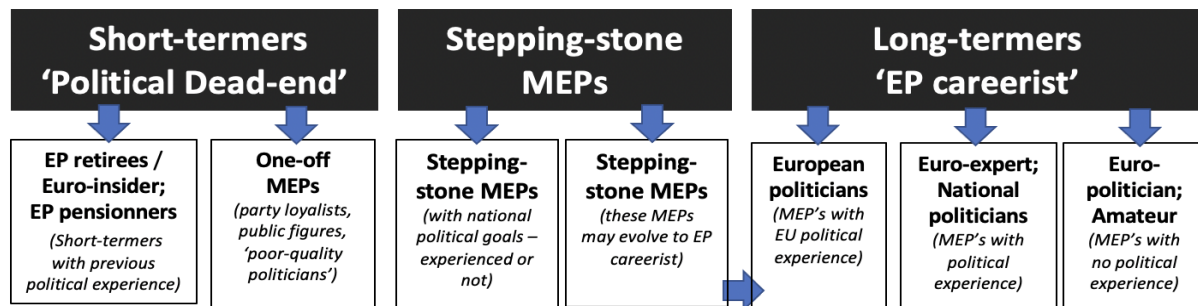 Short-termers
‘Political Dead-end’
Stepping-stone
MEPs
Long-termers
‘EP careerist’
EP retirees /
Euro-insider;
EP pensionners
(Short-termers
with previous
political experience)
One-off
MEPs
(party loyalists,
public figures,
‘poor-quality
politicians’)
Stepping-
stone MEPs
(with national
political goals –
experienced or
not)
Stepping-
stone MEPs
(these MEPs
may evolve to EP
careerist)
European
politicians
(MEP’s with
EU political
experience)
Euro-expert;
National
politicians
(MEP’s with
political
experience)
Euro-
politician;
Amateur
(MEP’s with
no political
experience)